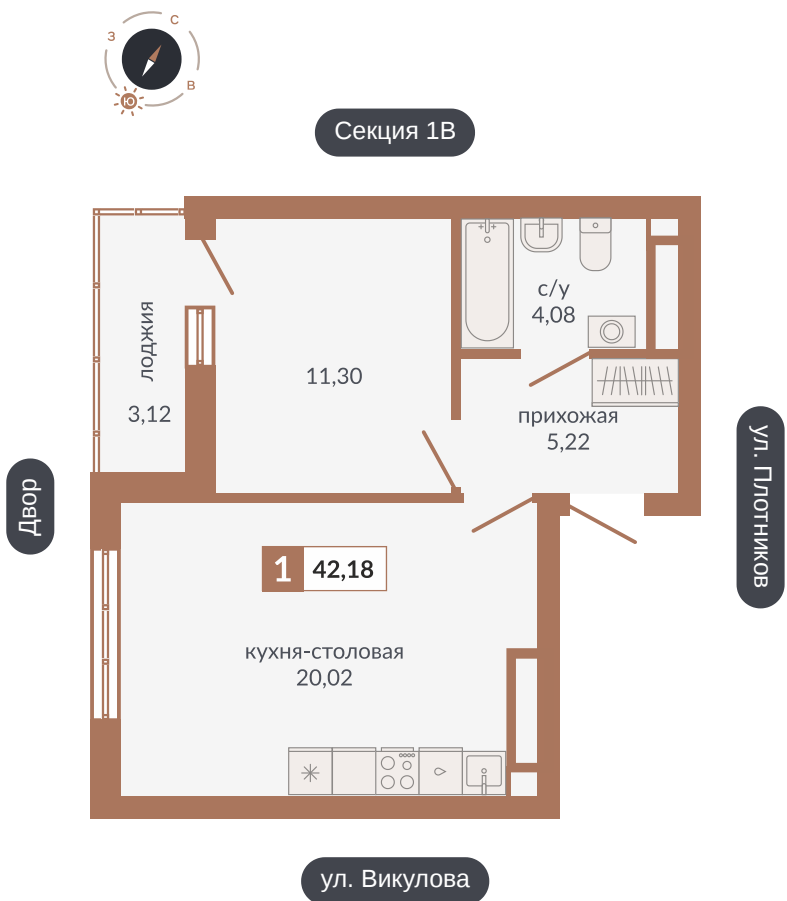 С
З
В
Ю
Секция 1В
с/у
4,08
лоджия
3,12
11,30
прихожая
5,22
Двор
ул. Плотников
1 42,18
кухня-столовая
20,02
ул. Викулова